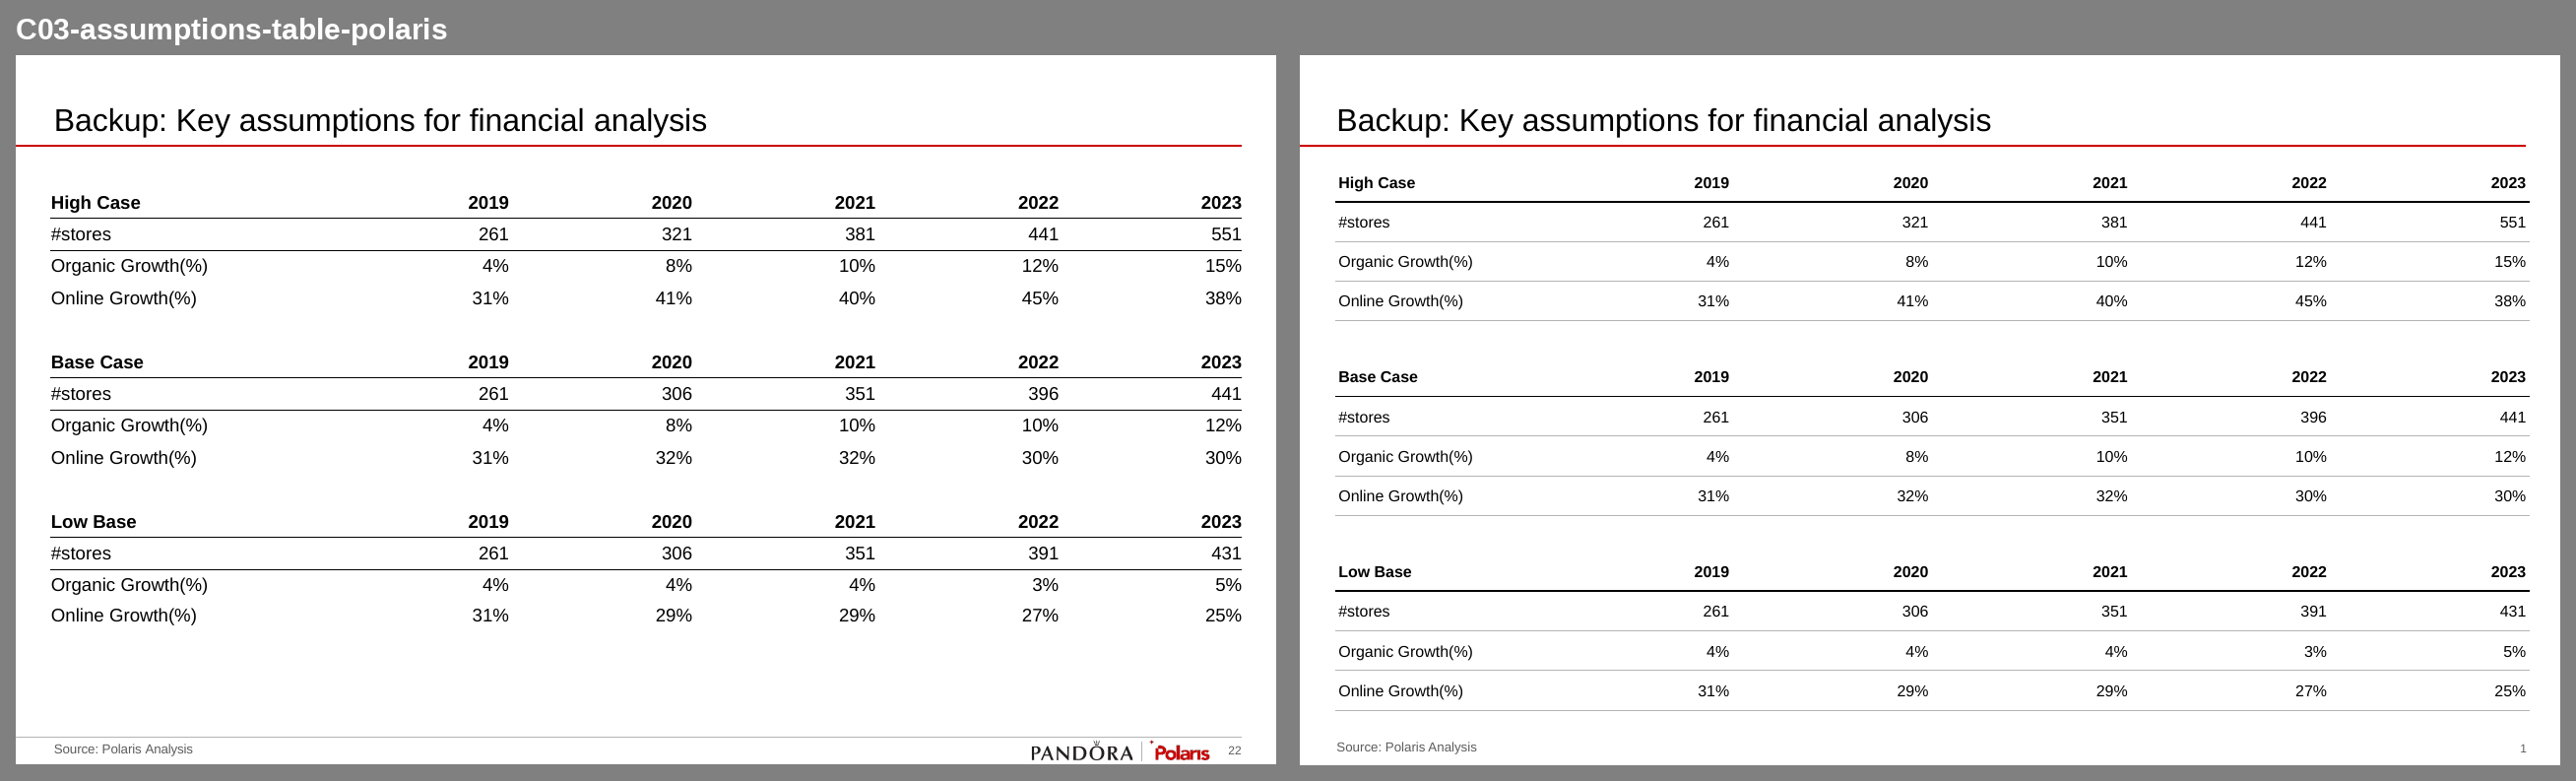 C03-assumptions-table-polaris
Backup: Key assumptions for financial analysis
High Case 2019 2020 2021 2022 2023
#stores 261 321 381 441 551
Organic Growth(%) 4% 8% 10% 12% 15%
Online Growth(%) 31% 41% 40% 45% 38%
Base Case 2019 2020 2021 2022 2023
#stores 261 306 351 396 441
Organic Growth(%) 4% 8% 10% 10% 12%
Online Growth(%) 31% 32% 32% 30% 30%
Low Base 2019 2020 2021 2022 2023
#stores 261 306 351 391 431
Organic Growth(%) 4% 4% 4% 3% 5%
Online Growth(%) 31% 29% 29% 27% 25%
Source: Polaris Analysis PANDÖRA | Polaris 22
Backup: Key assumptions for financial analysis
High Case 2019 2020 2021 2022 2023
#stores 261 321 381 441 551
Organic Growth(%) 4% 8% 10% 12% 15%
Online Growth(%) 31% 41% 40% 45% 38%
Base Case 2019 2020 2021 2022 2023
#stores 261 306 351 396 441
Organic Growth(%) 4% 8% 10% 10% 12%
Online Growth(%) 31% 32% 32% 30% 30%
Low Base 2019 2020 2021 2022 2023
#stores 261 306 351 391 431
Organic Growth(%) 4% 4% 4% 3% 5%
Online Growth(%) 31% 29% 29% 27% 25%
Source: Polaris Analysis 1